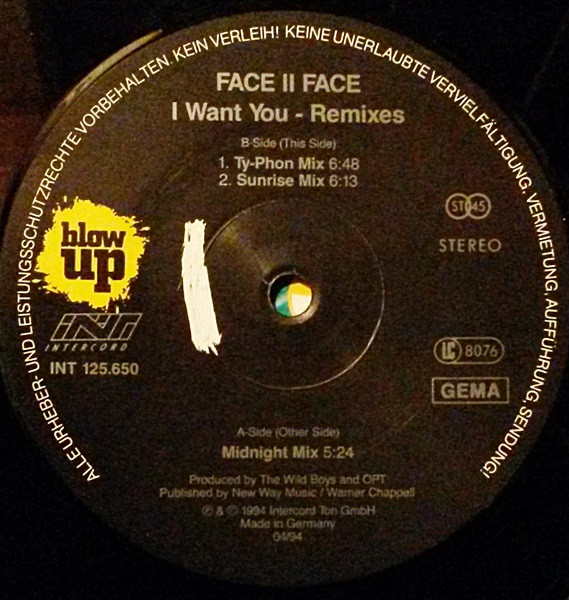 ALLE URHEBER- UND LEISTUNGSSCHUTZRECHTE VORBEHALTEN. KEIN VERLEIH! KEINE UNERLAUBTE VERVIELFÄLTIGUNG, VERMIETUNG, AUFFÜHRUNG, SENDUNG!
FACE II FACE
I Want You - Remixes
B-Side (This Side)
1. Ty-Phon Mix 6:48
2. Sunrise Mix 6:13
blow
up
ST 45
STEREO
INT
INTERCORD
INT 125.650
LC 8076
GEMA
A-Side (Other Side)
Midnight Mix 5:24
Produced by The Wild Boys and OPT
Published by New Way Music / Warner Chappell
℗ & © 1994 Intercord Ton GmbH
Made in Germany
04/94